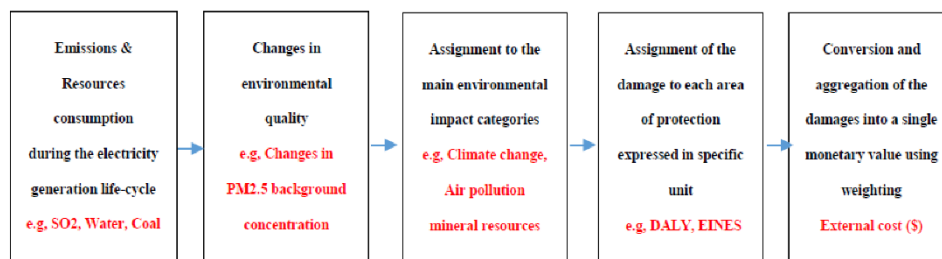 Emissions &
Resources
consumption
during the electricity
generation life-cycle
e.g, SO2, Water, Coal
Changes in
environmental
quality
e.g, Changes in
PM2.5 background
concentration
Assignment to the
main environmental
impact categories
e.g, Climate change,
Air pollution
mineral resources
Assignment of the
damage to each area
of protection
expressed in specific
unit
e.g, DALY, EINES
Conversion and
aggregation of the
damages into a single
monetary value using
weighting
External cost ($)